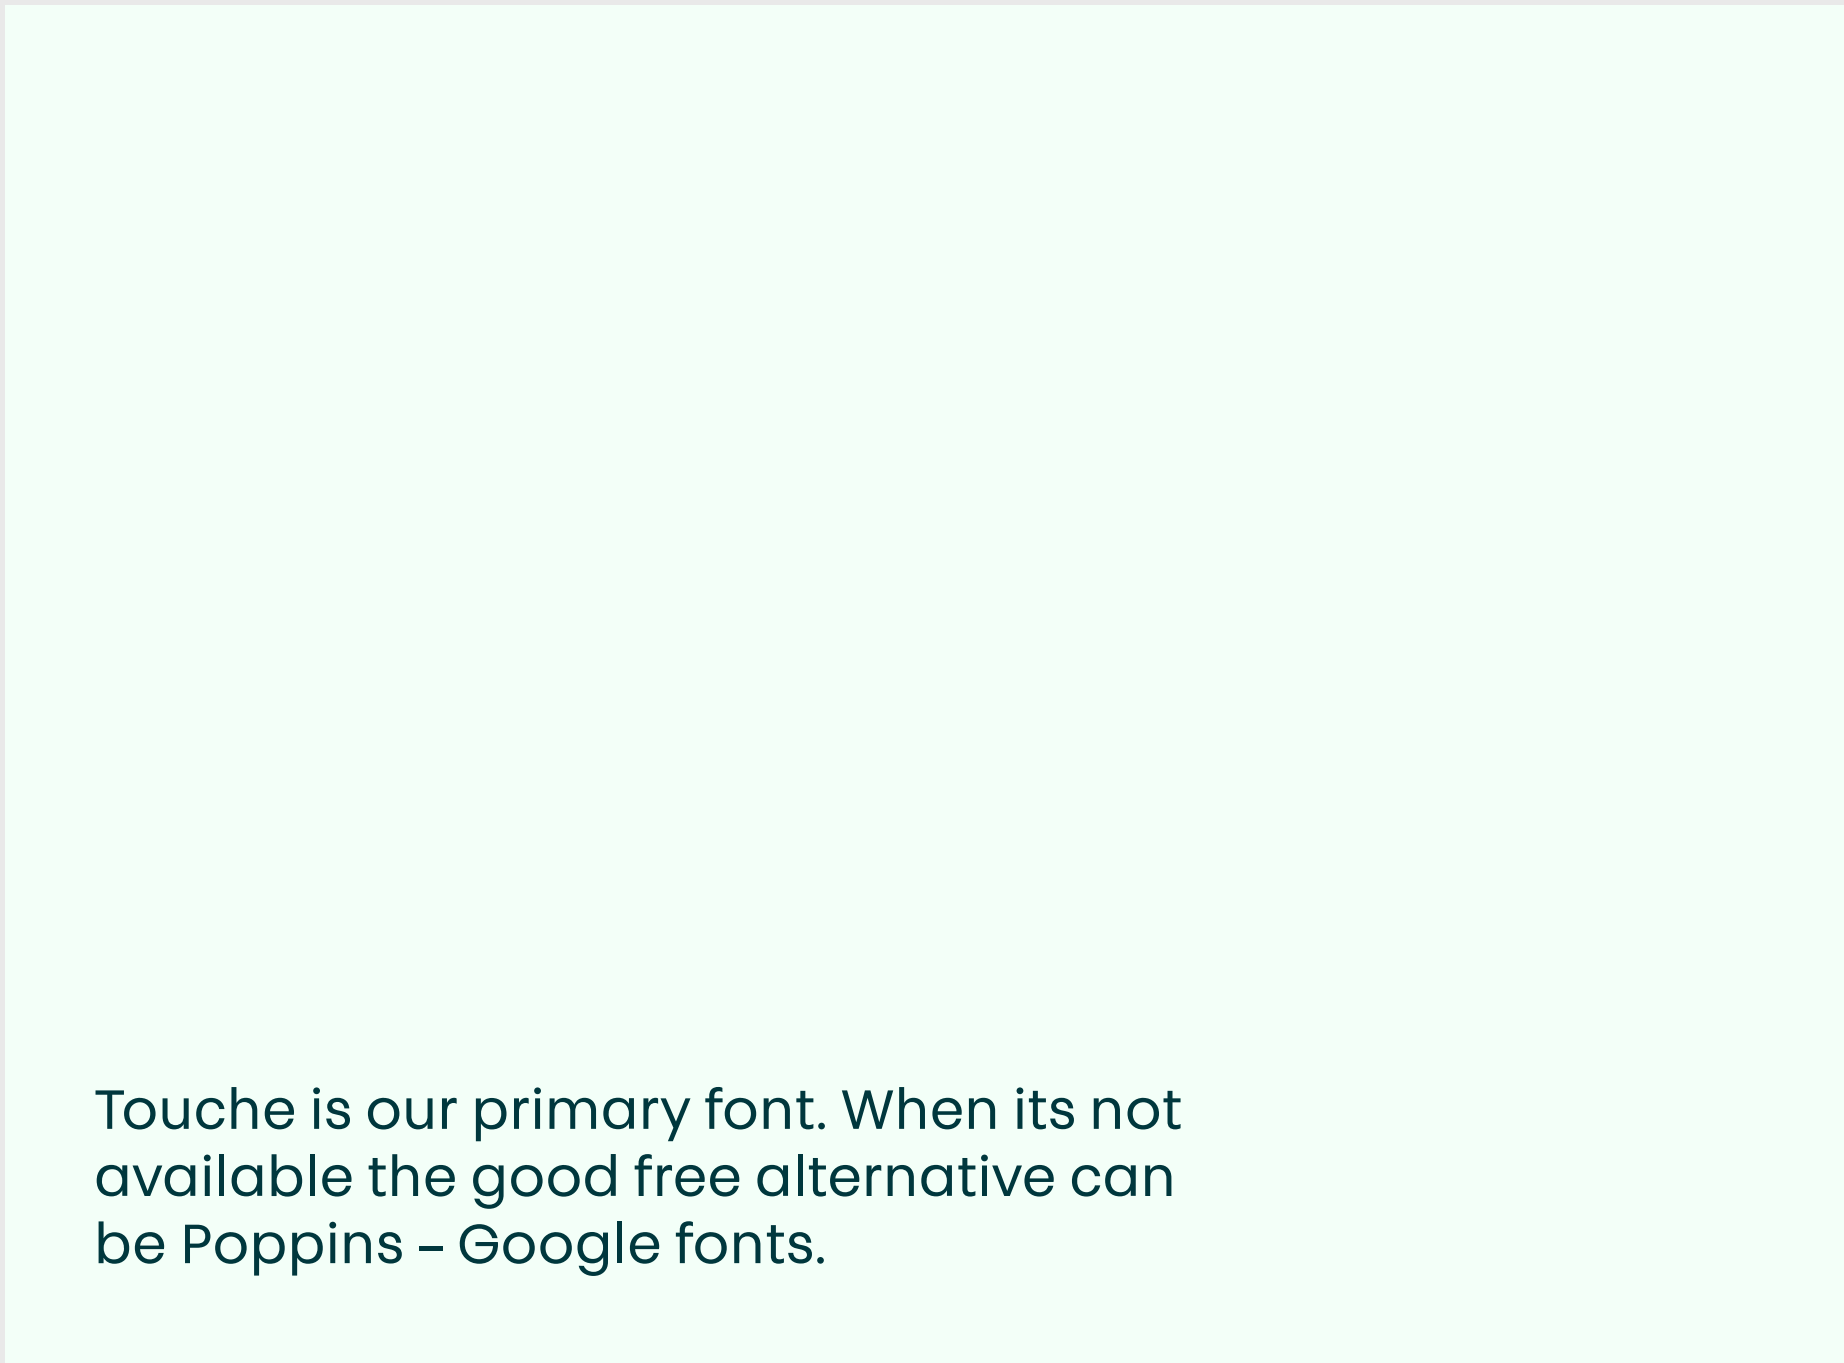 Touche is our primary font. When its not
available the good free alternative can
be Poppins – Google fonts.